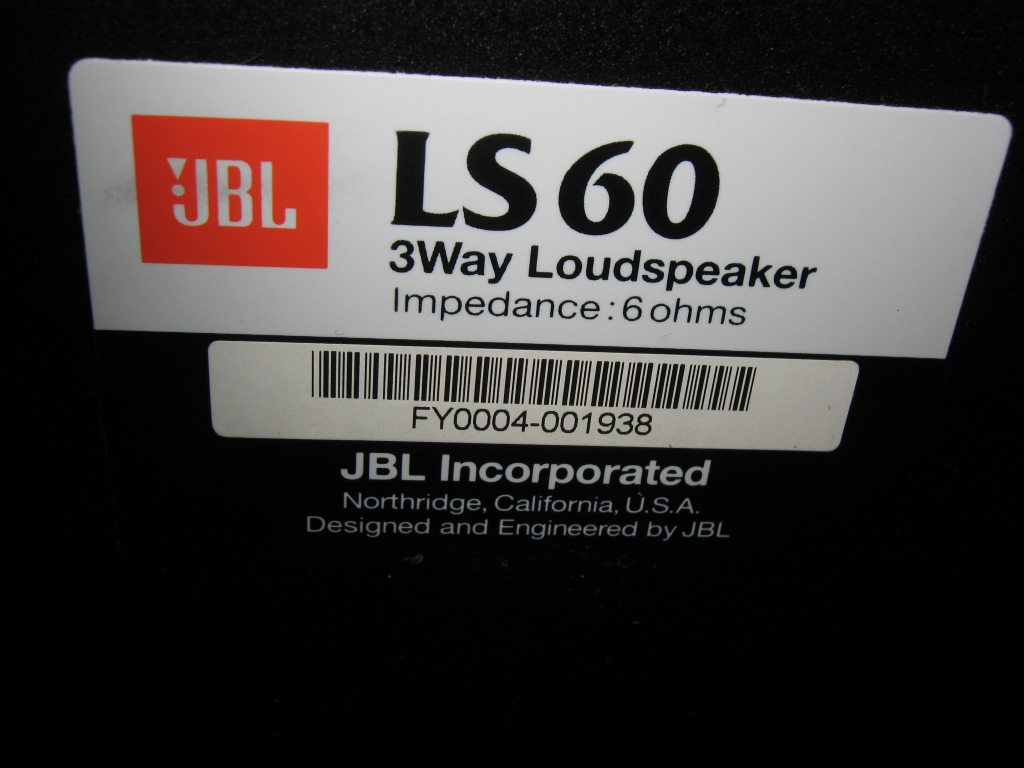 JBL
LS60
3Way Loudspeaker
Impedance:6ohms
FY0004-001938
JBL Incorporated
Northridge, California, U.S.A.
Designed and Engineered by JBL